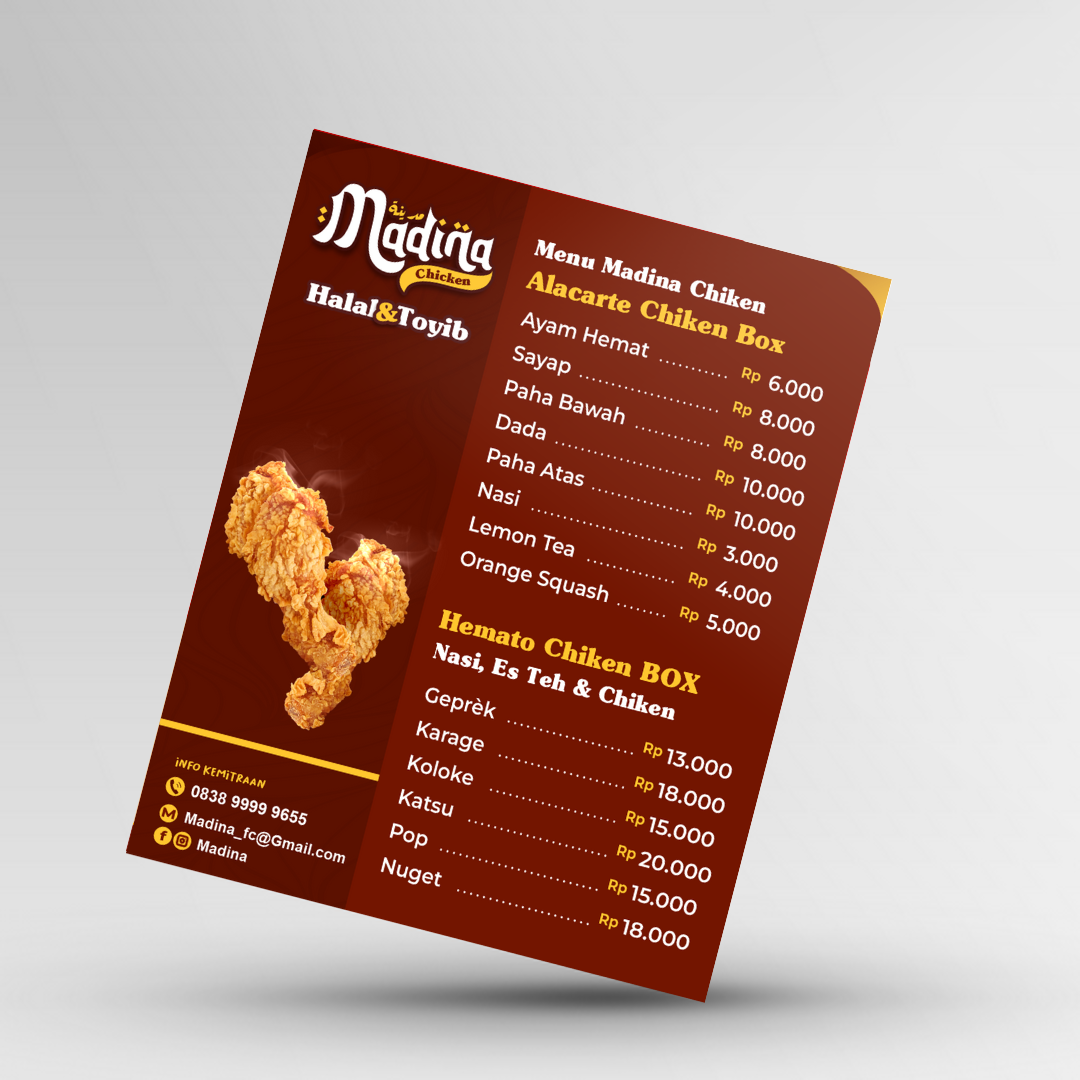 مدينة
Madina
Chicken
Halal&Toyib
Menu Madina Chiken
Alacarte Chiken Box
Ayam Hemat .......... Rp 6.000
Sayap .................... Rp 8.000
Paha Bawah ........... Rp 8.000
Dada ..................... Rp 10.000
Paha Atas ............... Rp 10.000
Nasi ....................... Rp 3.000
Lemon Tea ............. Rp 4.000
Orange Squash ....... Rp 5.000
Hemato Chiken BOX
Nasi, Es Teh & Chiken
Geprèk ................... Rp 13.000
Karage .................... Rp 18.000
Koloke .................... Rp 15.000
Katsu ...................... Rp 20.000
Pop ........................ Rp 15.000
Nuget ..................... Rp 18.000
iNFO KEMiTRAAN
0838 9999 9655
Madina_fc@Gmail.com
Madina